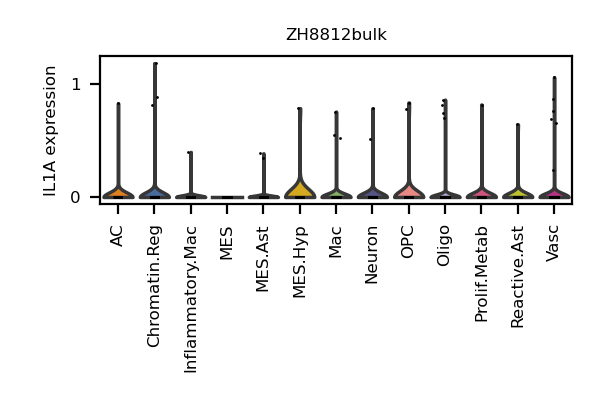 ZH8812bulk
IL1A expression
1
0
AC
Chromatin.Reg
Inflammatory.Mac
MES
MES.Ast
MES.Hyp
Mac
Neuron
OPC
Oligo
Prolif.Metab
Reactive.Ast
Vasc